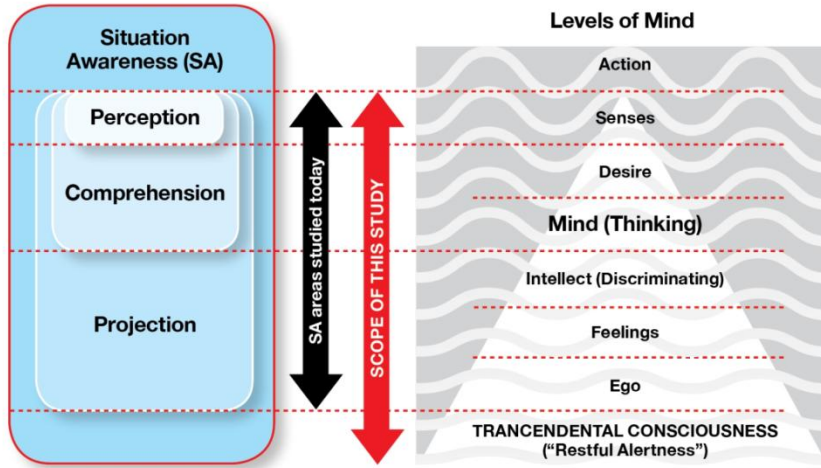 Situation
Awareness (SA)
Perception
Comprehension
Projection
SA areas studied today
SCOPE OF THIS STUDY
Levels of Mind
Action
Senses
Desire
Mind (Thinking)
Intellect (Discriminating)
Feelings
Ego
TRANCENDENTAL CONSCIOUSNESS
("Restful Alertness")